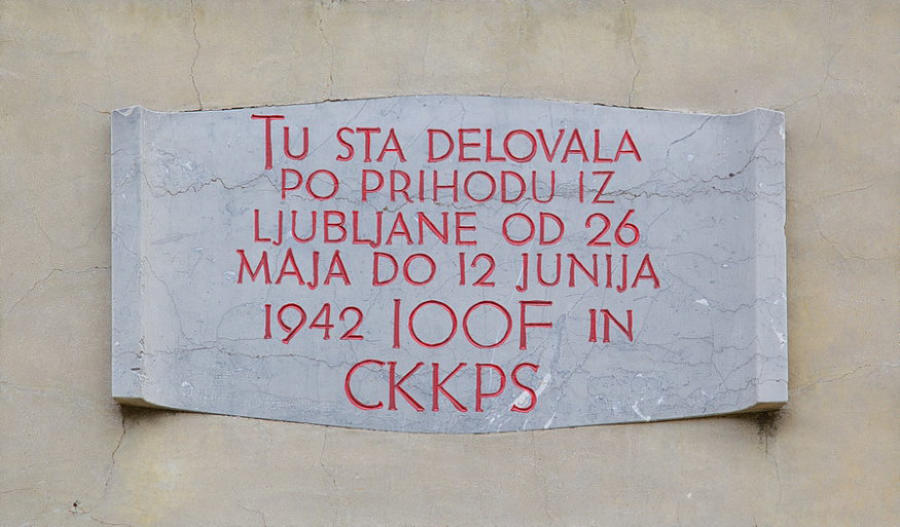 TU STA DELOVALA
PO PRIHODU IZ
LJUBLJANE OD 26
MAJA DO 12 JUNIJA
1942 IOOF IN
CKKPS